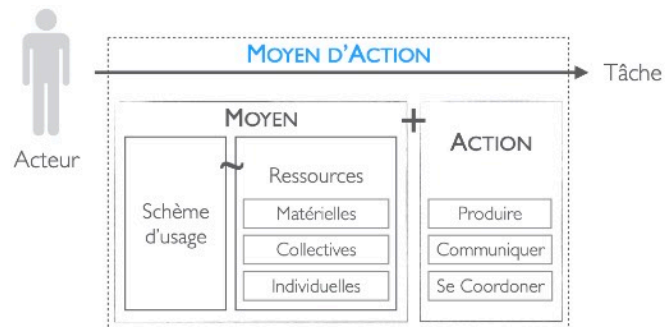 MOYEN D'ACTION
Tâche
Acteur
MOYEN
+
ACTION
~
Schème
d'usage
Ressources
Matérielles
Collectives
Individuelles
Produire
Communiquer
Se Coordoner